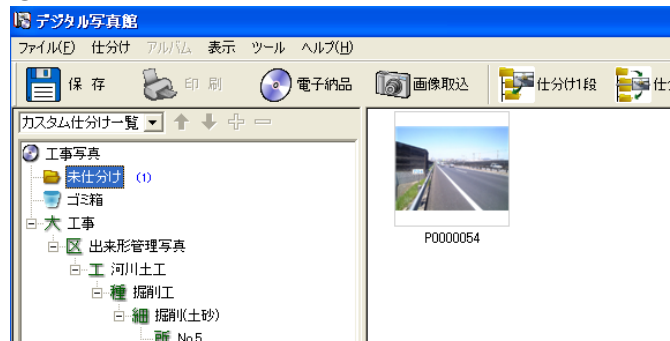 デジタル写真館
ファイル(F) 仕分け アルバム 表示 ツール ヘルプ(H)
保存 印刷 電子納品 画像取込 仕分け1段 仕
カスタム仕分け一覧
工事写真
未仕分け (1)
ゴミ箱
大 工事
区 出来形管理写真
工 河川土工
種 掘削工
細 掘削(土砂)
所 No.5
P0000054